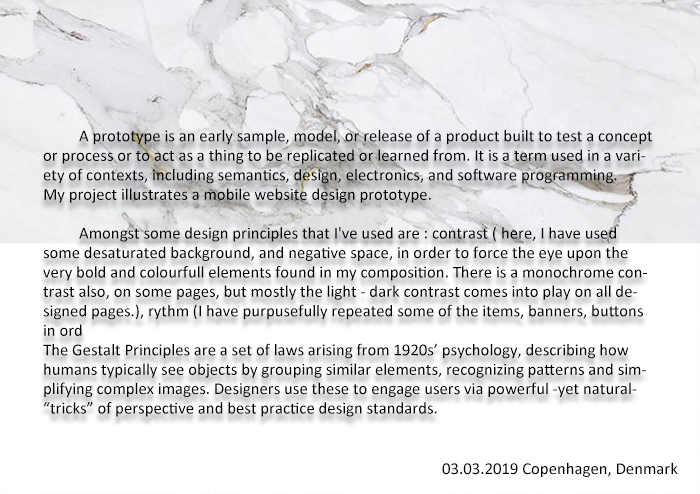 A prototype is an early sample, model, or release of a product built to test a concept
or process or to act as a thing to be replicated or learned from. It is a term used in a vari-
ety of contexts, including semantics, design, electronics, and software programming.
My project illustrates a mobile website design prototype.
Amongst some design principles that I've used are : contrast ( here, I have used
some desaturated background, and negative space, in order to force the eye upon the
very bold and colourfull elements found in my composition. There is a monochrome con-
trast also, on some pages, but mostly the light - dark contrast comes into play on all de-
signed pages.), rythm (I have purpusefully repeated some of the items, banners, buttons
in ord
The Gestalt Principles are a set of laws arising from 1920s’ psychology, describing how
humans typically see objects by grouping similar elements, recognizing patterns and sim-
plifying complex images. Designers use these to engage users via powerful -yet natural-
“tricks” of perspective and best practice design standards.
03.03.2019 Copenhagen, Denmark